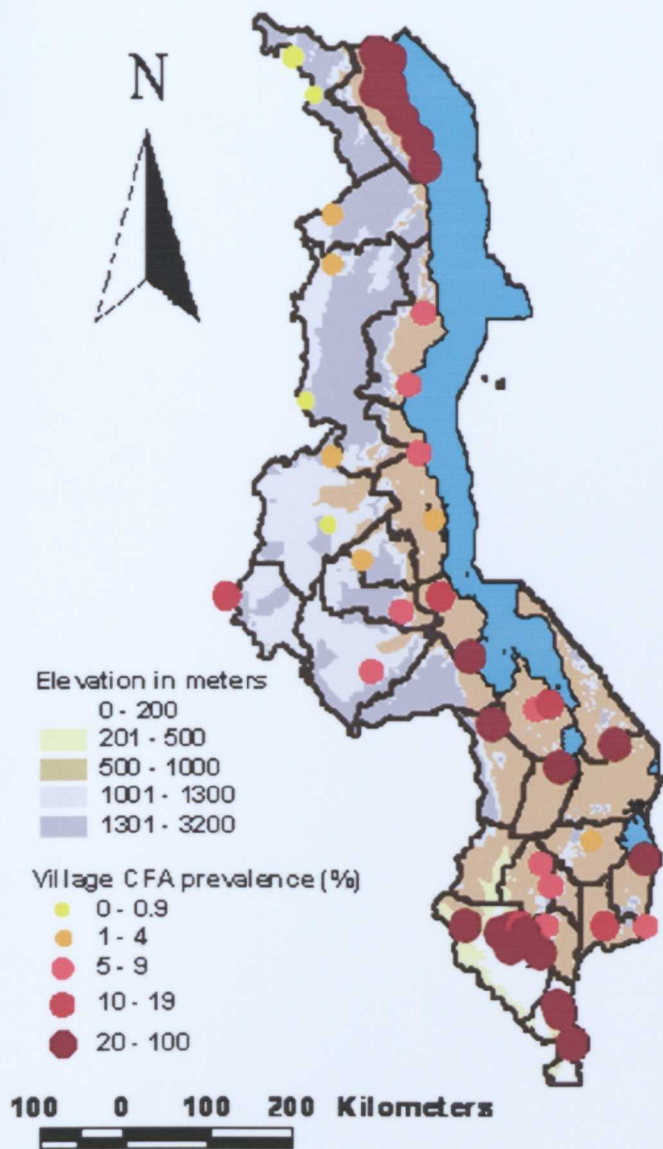 N
Elevation in meters
0 - 200
201 - 500
500 - 1000
1001 - 1300
1301 - 3200
Village CFA prevalence (%)
0 - 0.9
1 - 4
5 - 9
10 - 19
20 - 100
100 0 100 200 Kilometers